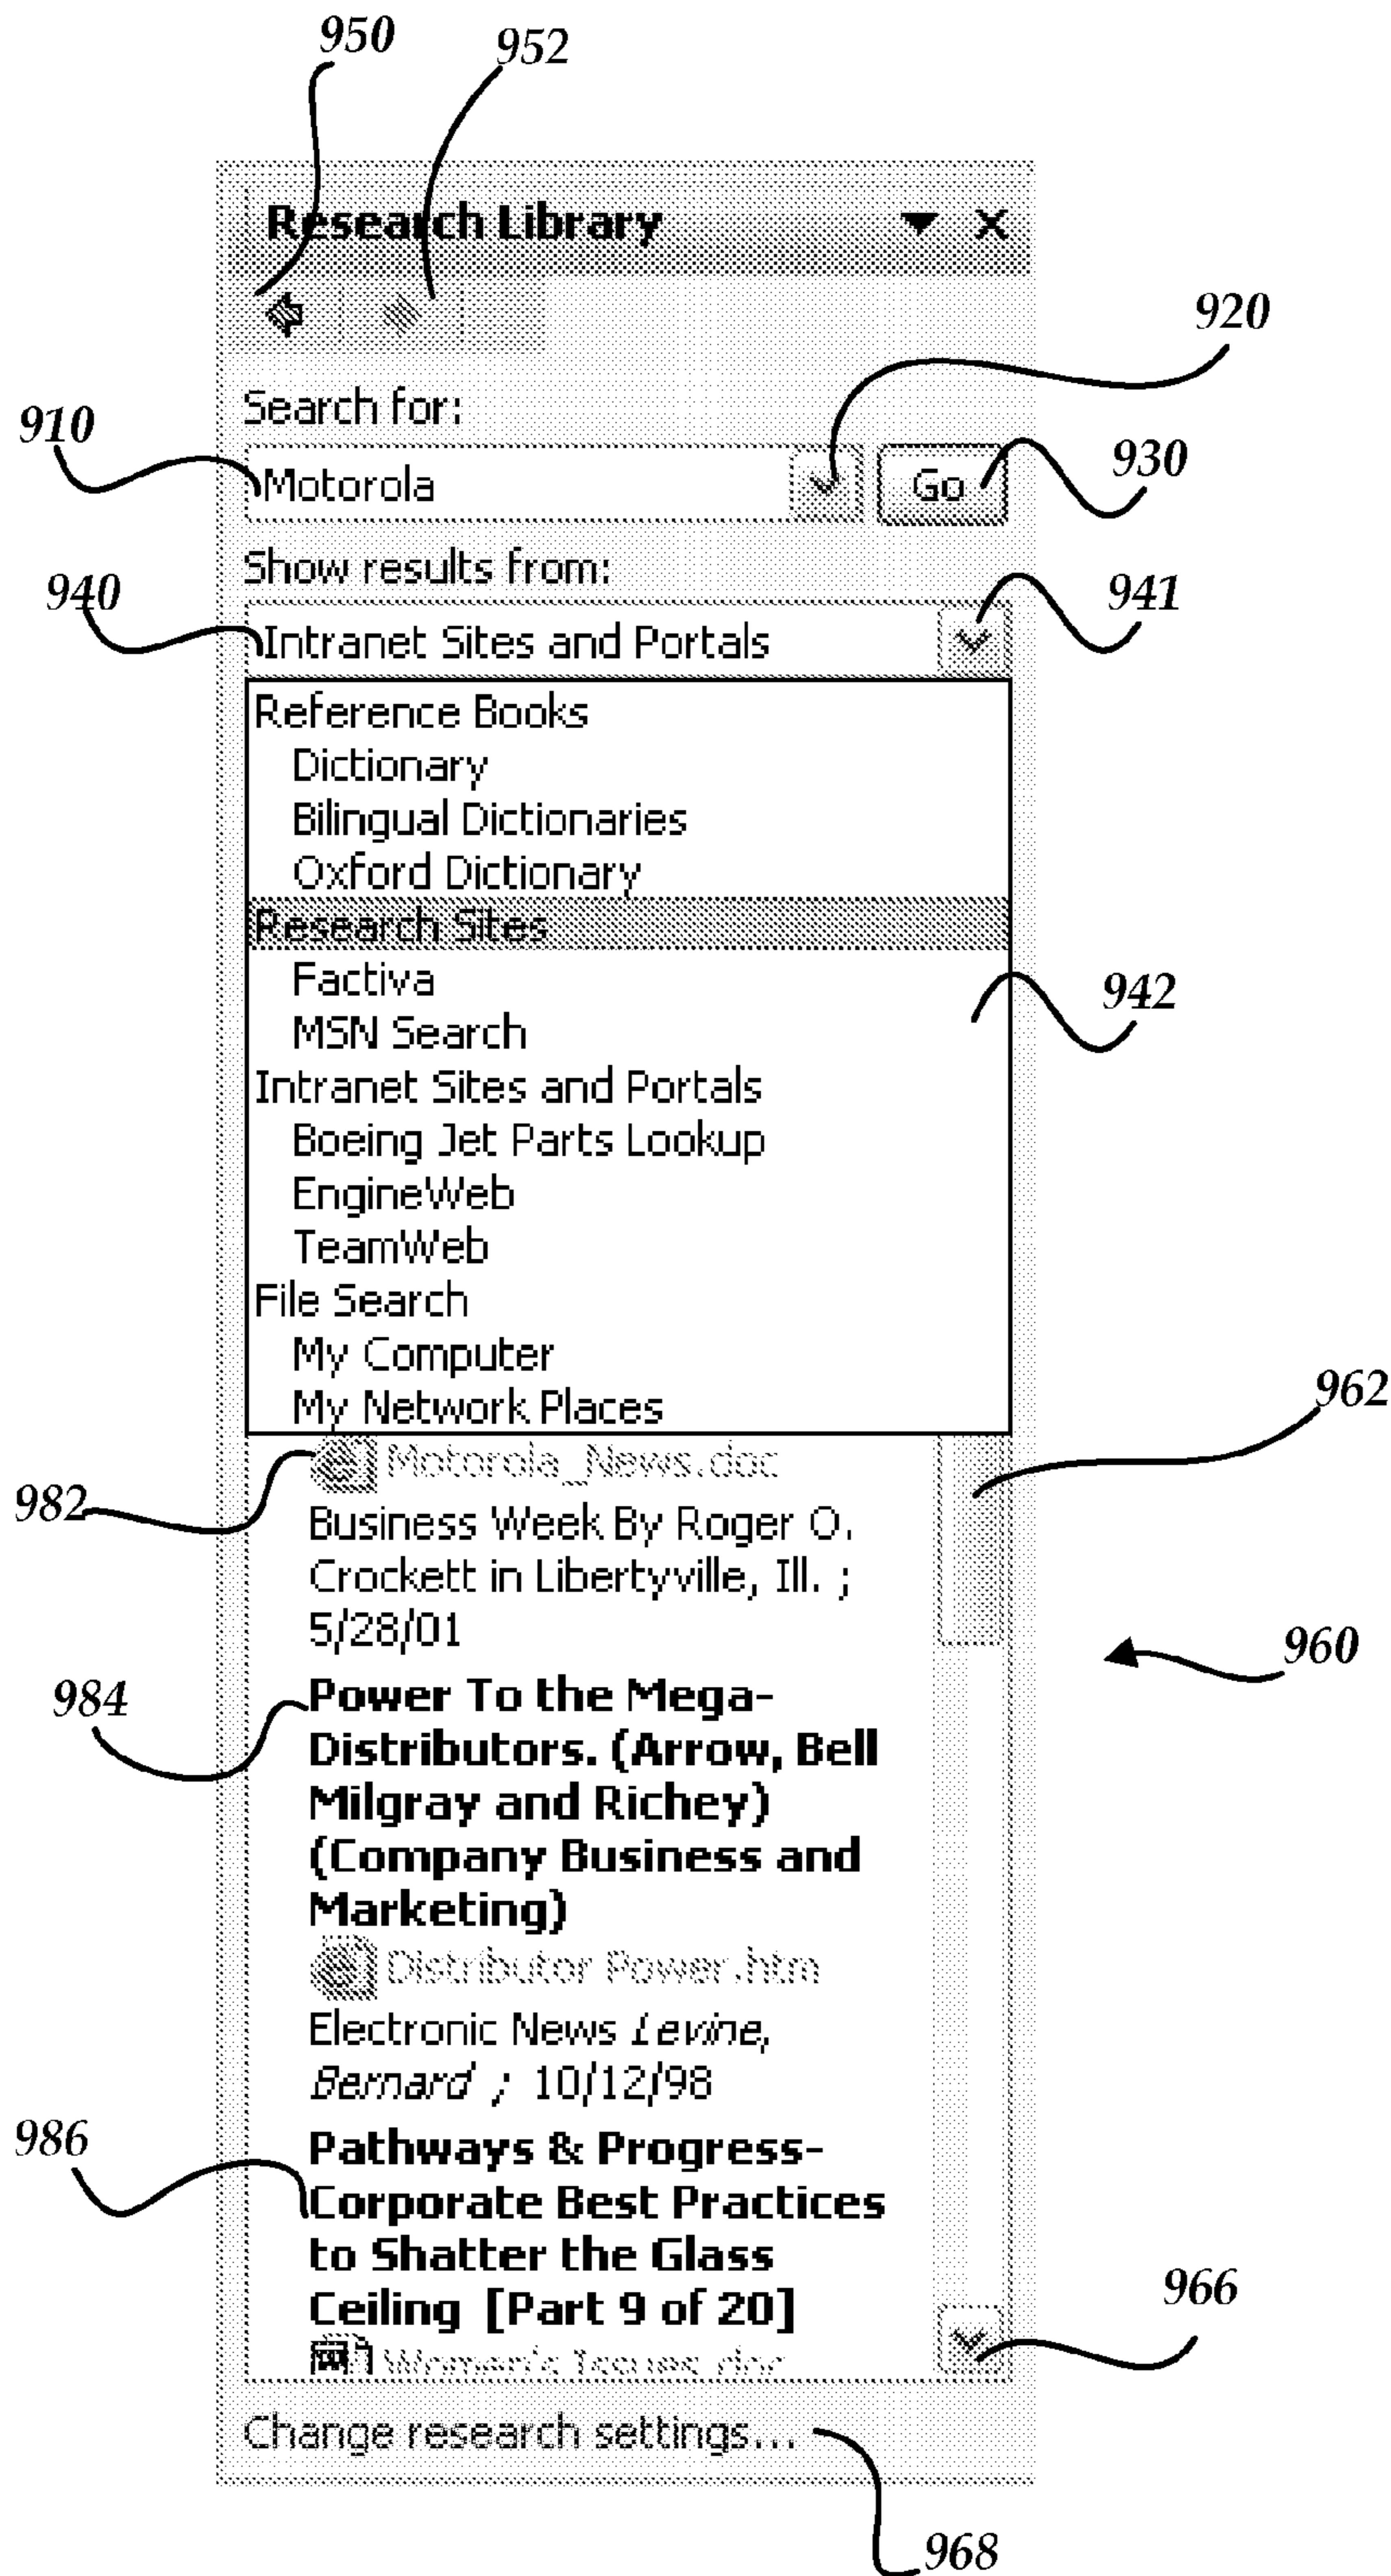 950
952
Research Library
920
Search for:
910
Motorola
Go
930
Show results from:
940
941
Intranet Sites and Portals
Reference Books
Dictionary
Bilingual Dictionaries
Oxford Dictionary
Research Sites
Factiva
942
MSN Search
Intranet Sites and Portals
Boeing Jet Parts Lookup
EngineWeb
TeamWeb
File Search
My Computer
My Network Places
962
Motorola_News.doc
982
Business Week By Roger O.
Crockett in Libertyville, Ill. ;
5/28/01
960
984
Power To the Mega-
Distributors. (Arrow, Bell
Milgray and Richey)
(Company Business and
Marketing)
Distributor Power.htm
Electronic News Levine,
Bernard ; 10/12/98
986
Pathways & Progress-
Corporate Best Practices
to Shatter the Glass
Ceiling [Part 9 of 20]
966
Women's Issues.doc
Change research settings...
968